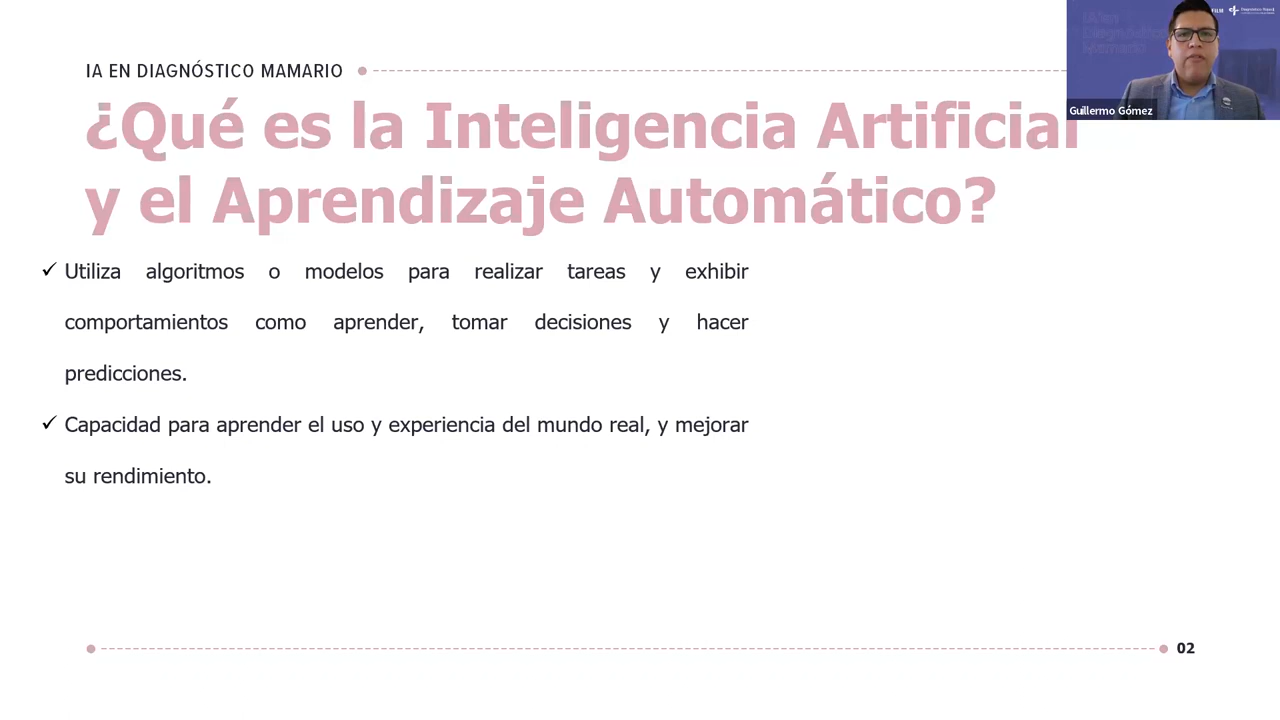 IA EN DIAGNÓSTICO MAMARIO
¿Qué es la Inteligencia Artificial
y el Aprendizaje Automático?
✓ Utiliza algoritmos o modelos para realizar tareas y exhibir
comportamientos como aprender, tomar decisiones y hacer
predicciones.
✓ Capacidad para aprender el uso y experiencia del mundo real, y mejorar
su rendimiento.
02
Guillermo Gómez